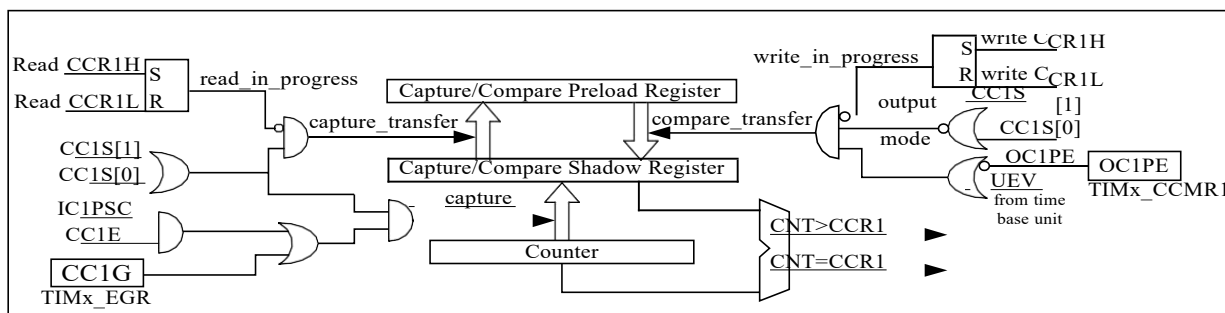 Read CCR1H
S
R
Read CCR1L
read_in_progress
capture_transfer
CC1S[1]
CC1S[0]
IC1PSC
CC1E
CC1G
TIMx_EGR
Capture/Compare Preload Register
Capture/Compare Shadow Register
capture
Counter
compare_transfer
write_in_progress
S
R
write CCR1H
write CCR1L
output
mode
CC1S
[1]
CC1S[0]
OC1PE
OC1PE
TIMx_CCMR1
UEV
from time
base unit
CNT>CCR1
CNT=CCR1